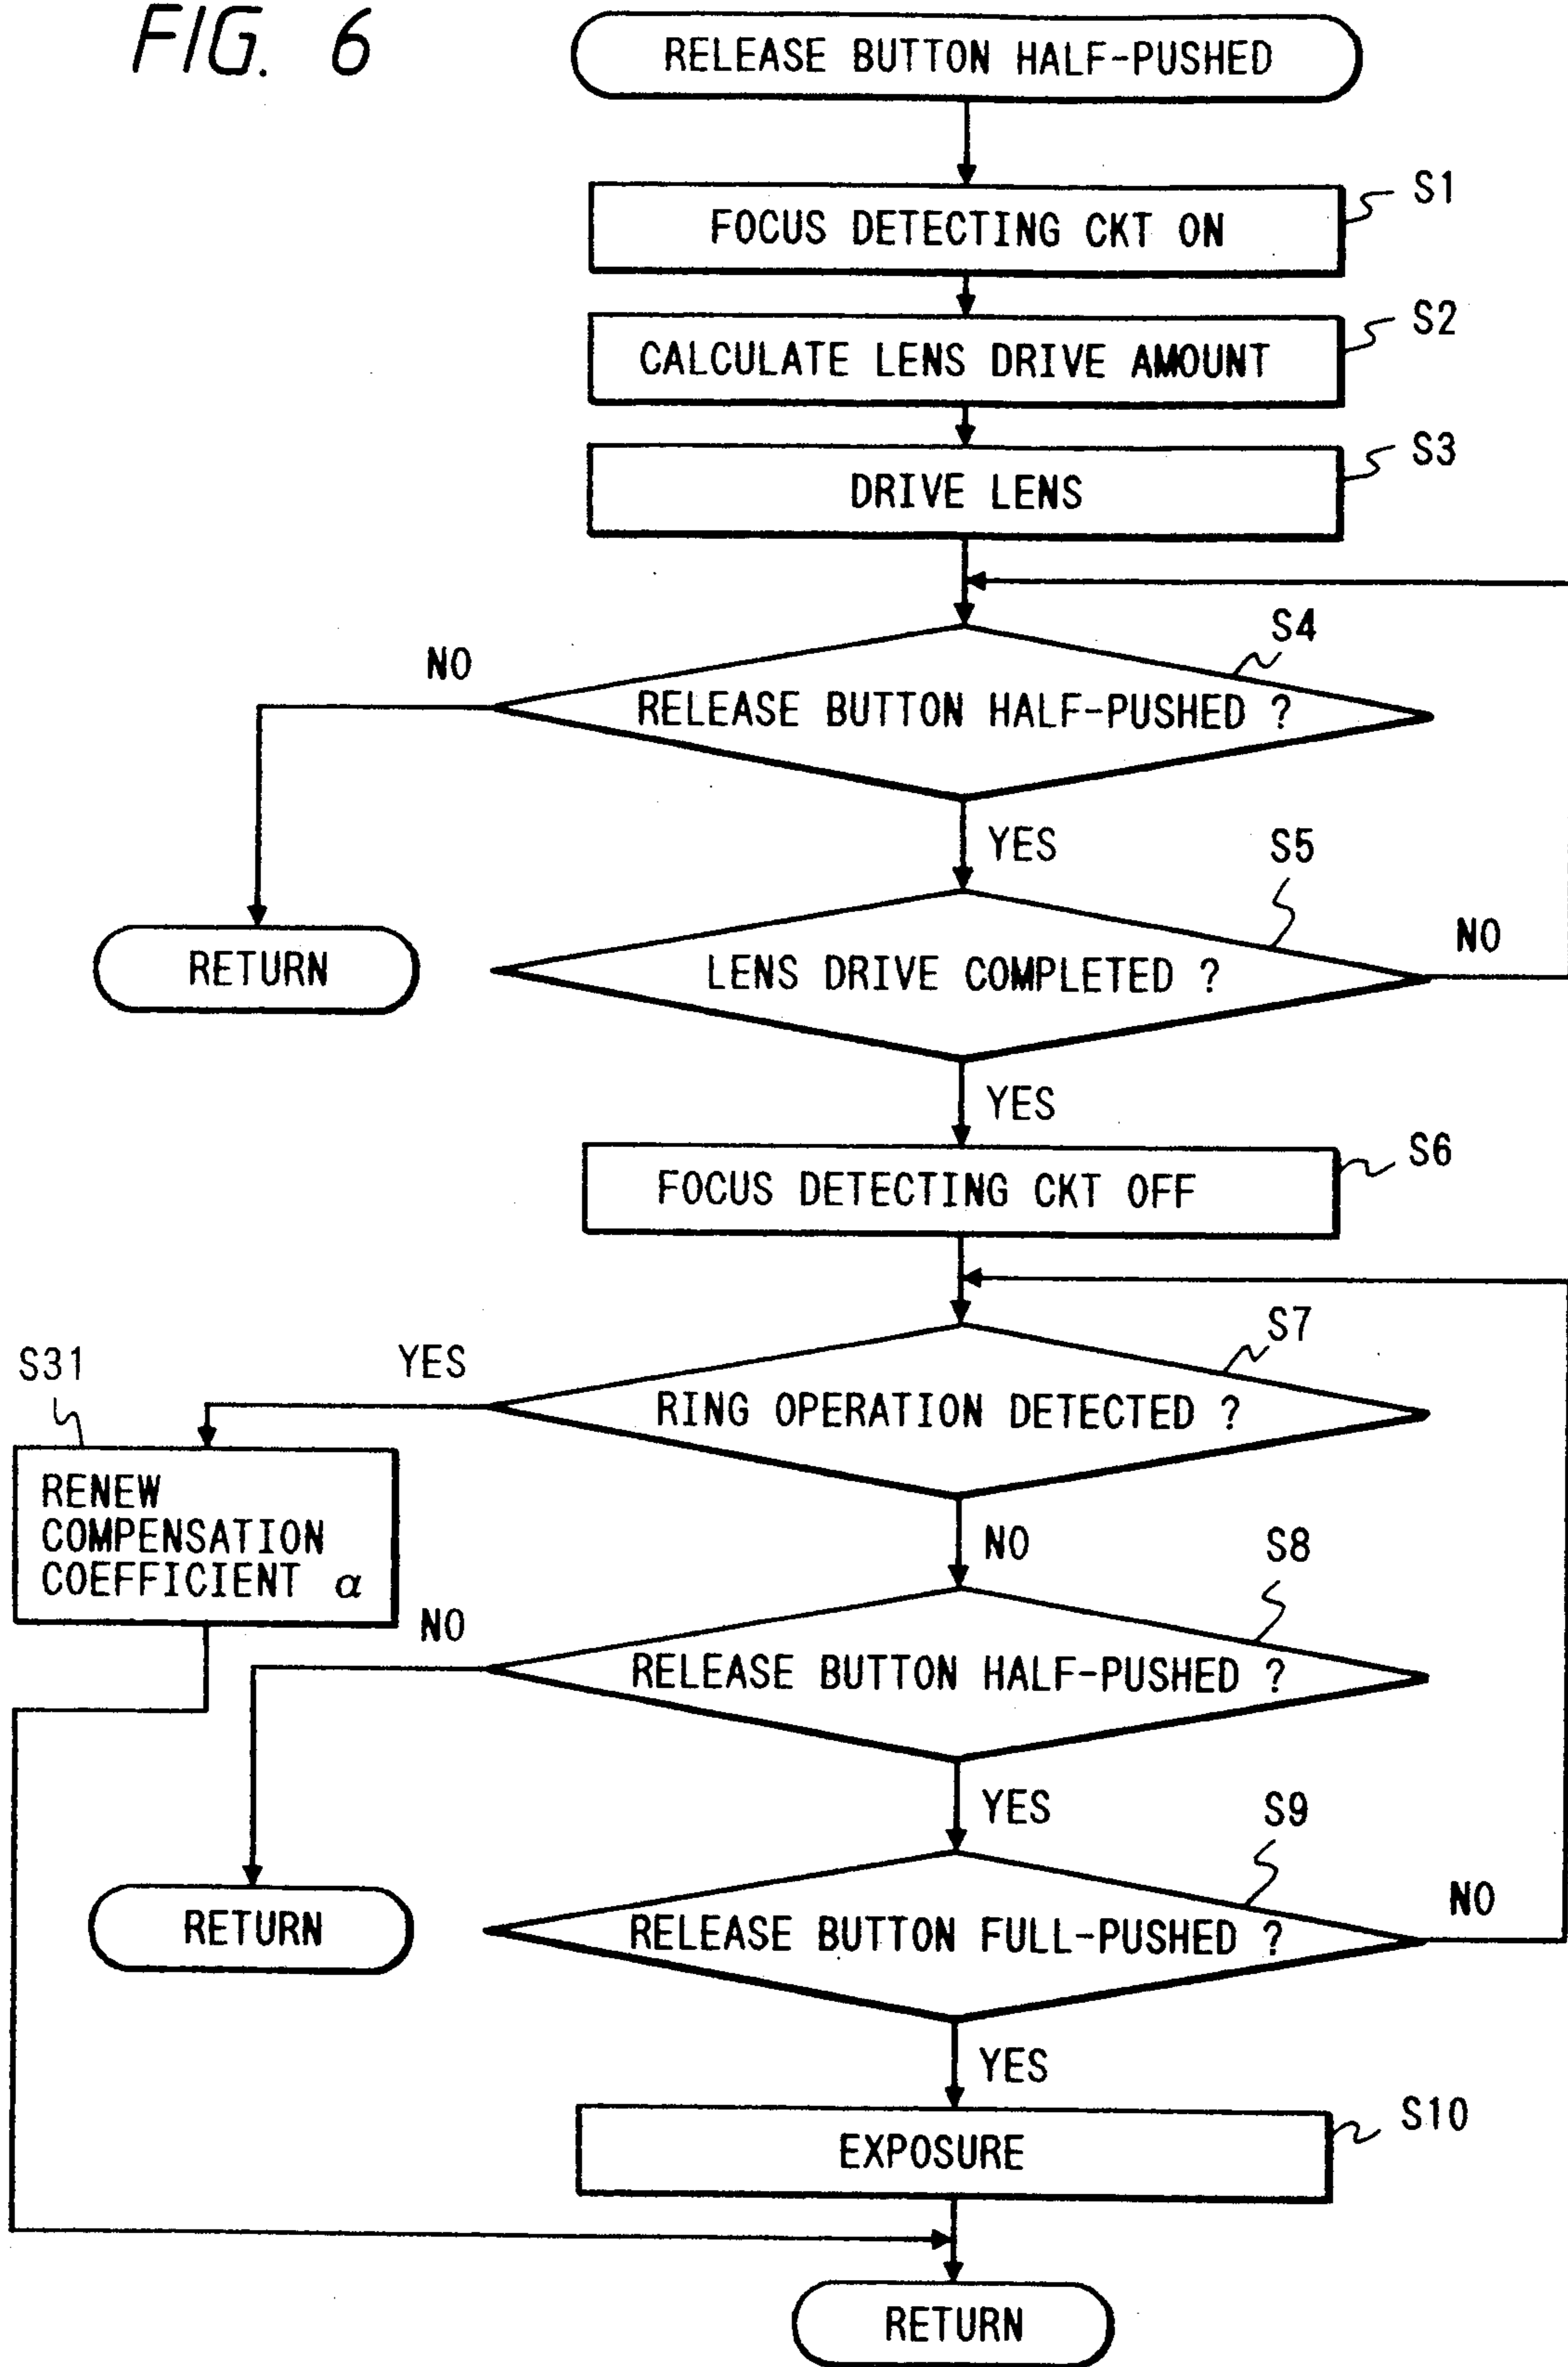 FIG. 6
RELEASE BUTTON HALF-PUSHED
S1
FOCUS DETECTING CKT ON
S2
CALCULATE LENS DRIVE AMOUNT
S3
DRIVE LENS
S4
NO
RELEASE BUTTON HALF-PUSHED ?
YES
S5
RETURN
LENS DRIVE COMPLETED ?
NO
YES
S6
FOCUS DETECTING CKT OFF
S7
S31
YES
RING OPERATION DETECTED ?
RENEW
COMPENSATION
COEFFICIENT α
NO
S8
NO
RELEASE BUTTON HALF-PUSHED ?
YES
S9
RETURN
RELEASE BUTTON FULL-PUSHED ?
NO
YES
S10
EXPOSURE
RETURN